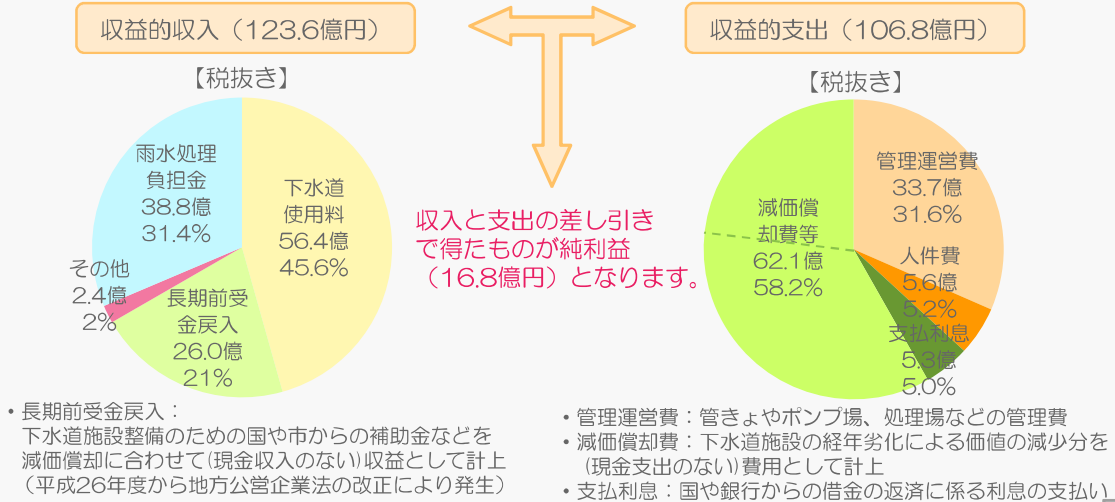 収益的収入（123.6億円）
収益的支出（106.8億円）
【税抜き】
雨水処理
負担金
38.8億
31.4%
下水道
使用料
56.4億
45.6%
その他
2.4億
2%
長期前受
金戻入
26.0億
21%
収入と支出の差し引き
で得たものが純利益
（16.8億円）となります。
【税抜き】
管理運営費
33.7億
31.6%
減価償
却費等
62.1億
58.2%
人件費
5.6億
5.2%
支払利息
5.3億
5.0%
・長期前受金戻入：
下水道施設整備のための国や市からの補助金などを
減価償却に合わせて(現金収入のない)収益として計上
（平成26年度から地方公営企業法の改正により発生）
・管理運営費：管きょやポンプ場、処理場などの管理費
・減価償却費：下水道施設の経年劣化による価値の減少分を
(現金支出のない)費用として計上
・支払利息：国や銀行からの借金の返済に係る利息の支払い